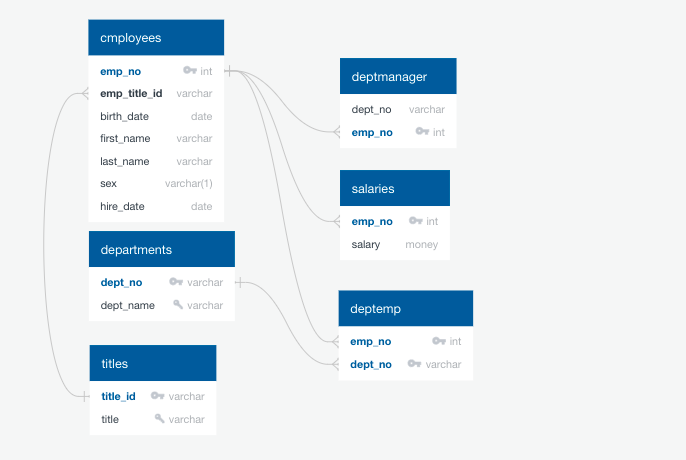 cmployees
emp_no int
emp_title_id varchar
birth_date date
first_name varchar
last_name varchar
sex varchar(1)
hire_date date
departments
dept_no varchar
dept_name varchar
titles
title_id varchar
title varchar
deptmanager
dept_no varchar
emp_no int
salaries
emp_no int
salary money
deptemp
emp_no int
dept_no varchar